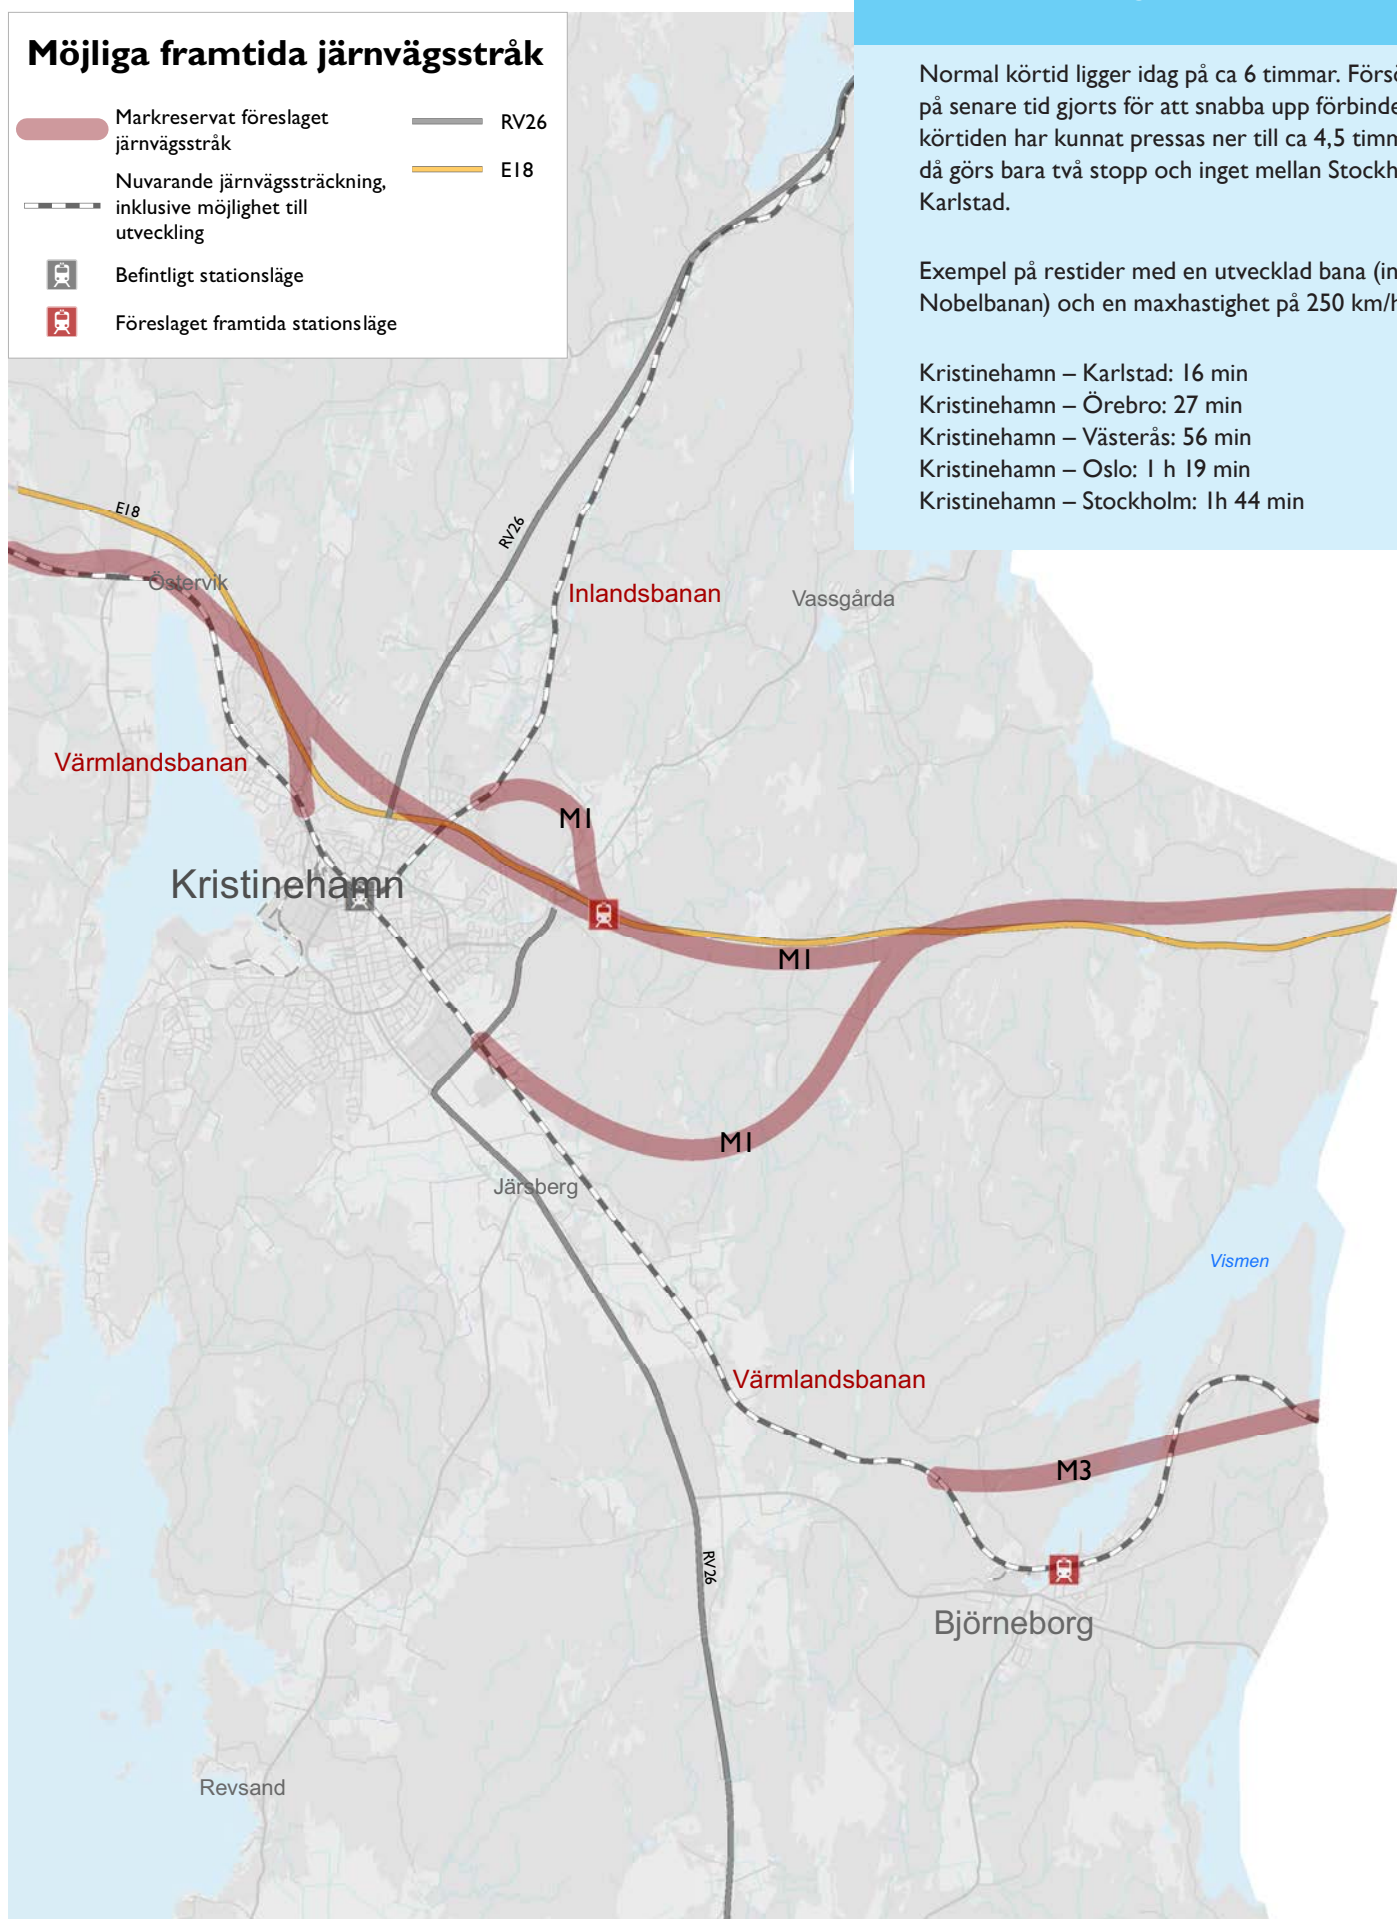 Möjliga framtida järnvägsstråk
Markreservat föreslaget
järnvägsstråk
Nuvarande järnvägssträckning,
inklusive möjlighet till
utveckling
Befintligt stationsläge
Föreslaget framtida stationsläge
RV26
E18
Normal körtid ligger idag på ca 6 timmar.
på senare tid gjorts för att snabba upp
körtiden har kunnat pressas ner till ca 4,5
då görs bara två stopp och inget mellan
Karlstad.
Exempel på restider med en utvecklad bana
Nobelbanan) och en maxhastighet på 250 km/h
Kristinehamn – Karlstad: 16 min
Kristinehamn – Örebro: 27 min
Kristinehamn – Västerås: 56 min
Kristinehamn – Oslo: 1 h 19 min
Kristinehamn – Stockholm: 1h 44 min
E18
RV26
Östervik
Inlandsbanan
Vassgårda
Värmlandsbanan
M1
Kristinehamn
M1
M1
Järsberg
Vismen
Värmlandsbanan
M3
RV26
Björneborg
Revsand